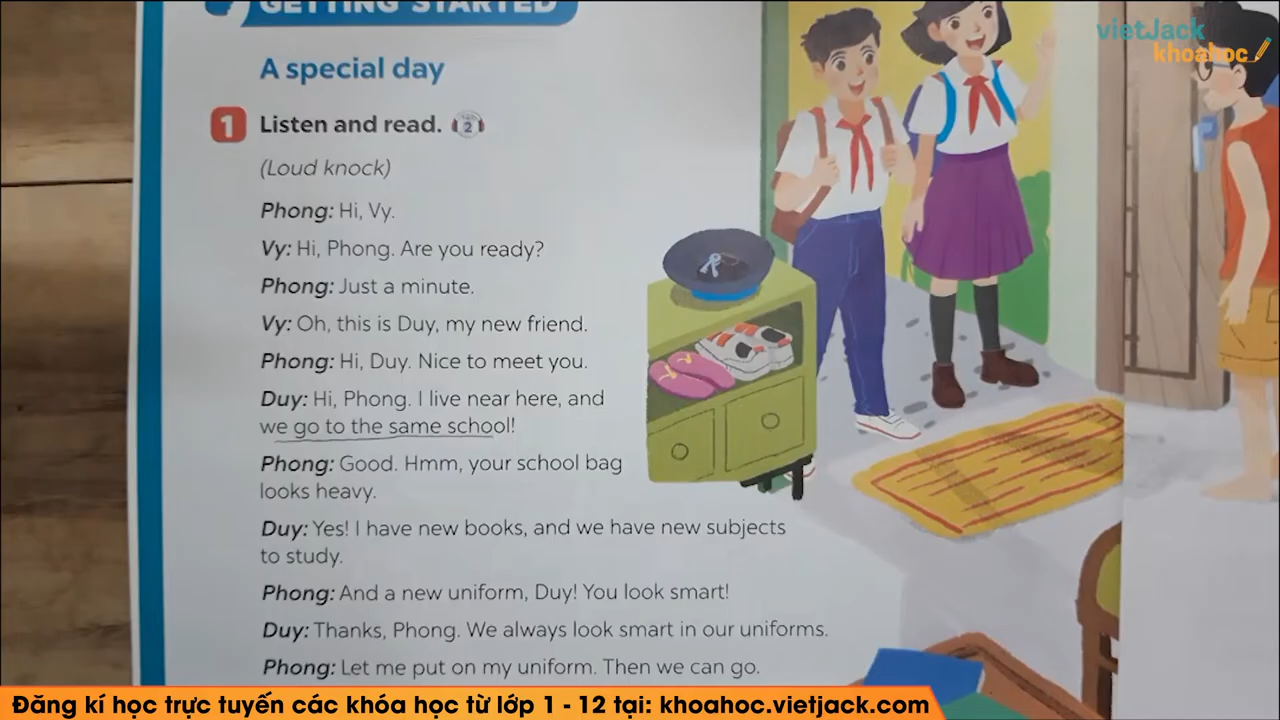 GETTING STARTED
vietJack
khoahoc
A special day
1 Listen and read. 2
(Loud knock)
Phong: Hi, Vy.
Vy: Hi, Phong. Are you ready?
Phong: Just a minute.
Vy: Oh, this is Duy, my new friend.
Phong: Hi, Duy. Nice to meet you.
Duy: Hi, Phong. I live near here, and
we go to the same school!
Phong: Good. Hmm, your school bag
looks heavy.
Duy: Yes! I have new books, and we have new subjects
to study.
Phong: And a new uniform, Duy! You look smart!
Duy: Thanks, Phong. We always look smart in our uniforms.
Phong: Let me put on my uniform. Then we can go.
Đăng kí học trực tuyến các khóa học từ lớp 1 - 12 tại: khoahoc.vietjack.com